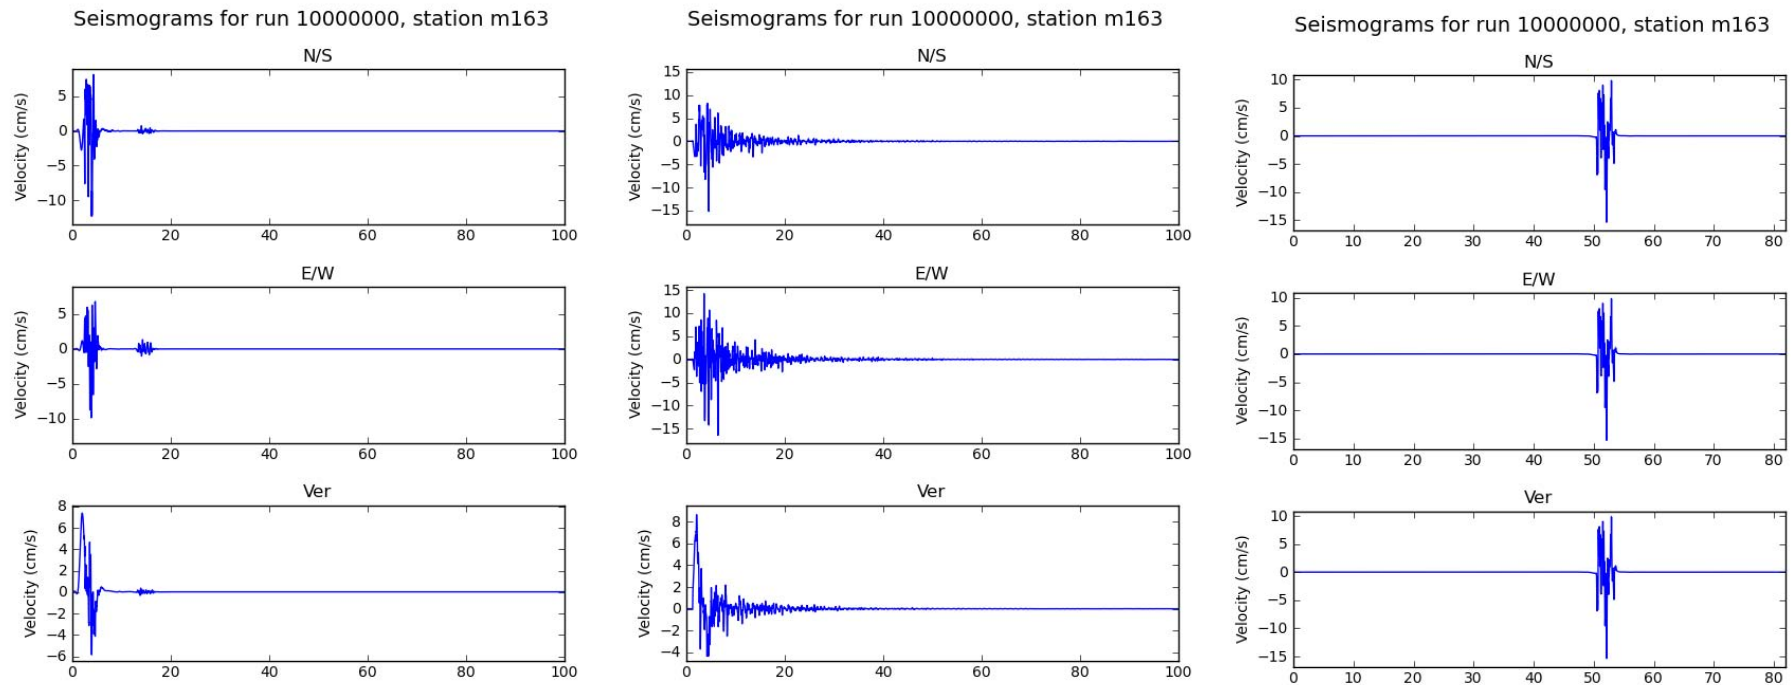 Seismograms for run 10000000, station m163
N/S
Velocity (cm/s)
5
0
−5
−10
0 20 40 60 80 100
E/W
Velocity (cm/s)
5
0
−5
−10
0 20 40 60 80 100
Ver
Velocity (cm/s)
8
6
4
2
0
−2
−4
−6
0 20 40 60 80 100
Seismograms for run 10000000, station m163
N/S
Velocity (cm/s)
15
10
5
0
−5
−10
−15
0 20 40 60 80 100
E/W
Velocity (cm/s)
15
10
5
0
−5
−10
−15
0 20 40 60 80 100
Ver
Velocity (cm/s)
8
6
4
2
0
−2
−4
0 20 40 60 80 100
Seismograms for run 10000000, station m163
N/S
Velocity (cm/s)
10
5
0
−5
−10
−15
0 10 20 30 40 50 60 70 80
E/W
Velocity (cm/s)
10
5
0
−5
−10
−15
0 10 20 30 40 50 60 70 80
Ver
Velocity (cm/s)
10
5
0
−5
−10
−15
0 10 20 30 40 50 60 70 80